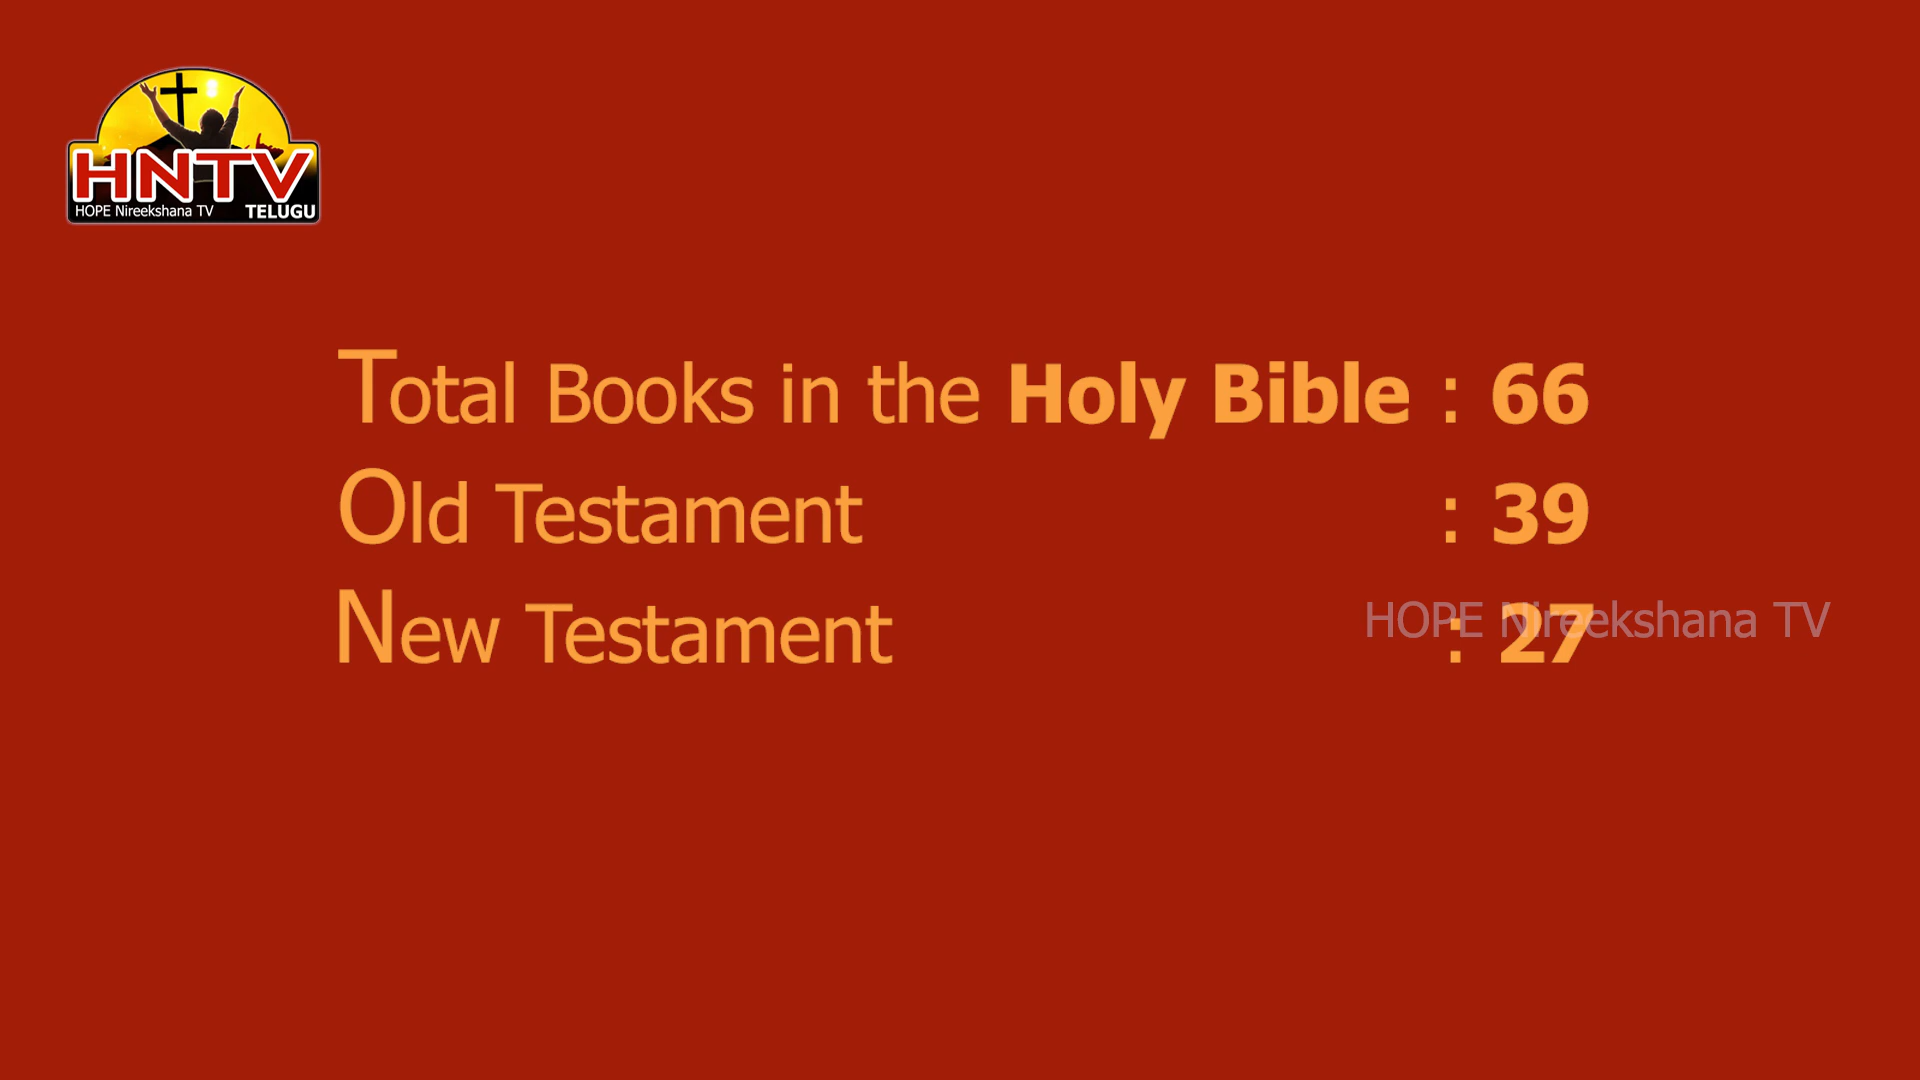 HNTV
HOPE Nireekshana TV TELUGU
Total Books in the Holy Bible : 66
Old Testament : 39
New Testament : 27
HOPE Nireekshana TV